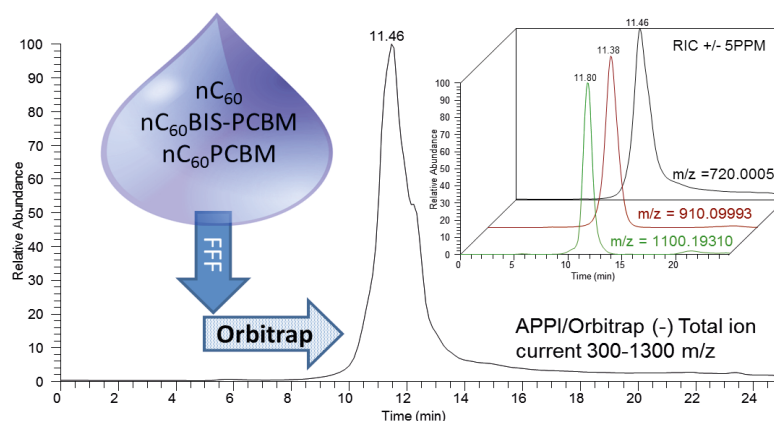 11.46
100
90
80
70
60
50
40
30
20
10
0
Relative Abundance
0 2 4 6 8 10 12 14 16 18 20 22 24
Time (min)
nC60
nC60BIS-PCBM
nC60PCBM
FFF
Orbitrap
APPI/Orbitrap (-) Total ion
current 300-1300 m/z
11.46
RIC +/- 5PPM
11.38
11.80
100
90
80
70
60
50
40
30
20
10
0
Relative Abundance
m/z =720.0005
m/z = 910.09993
m/z = 1100.19310
0 5 10 15 20
Time (min)